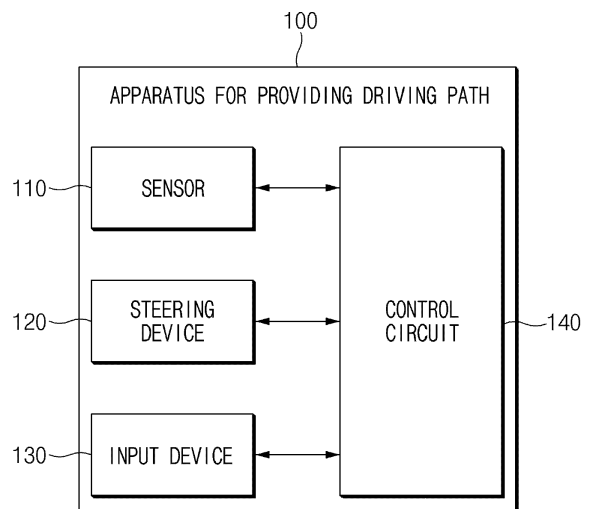 100
APPARATUS FOR PROVIDING DRIVING PATH
110
SENSOR
120
STEERING
DEVICE
CONTROL
CIRCUIT
140
130
INPUT DEVICE